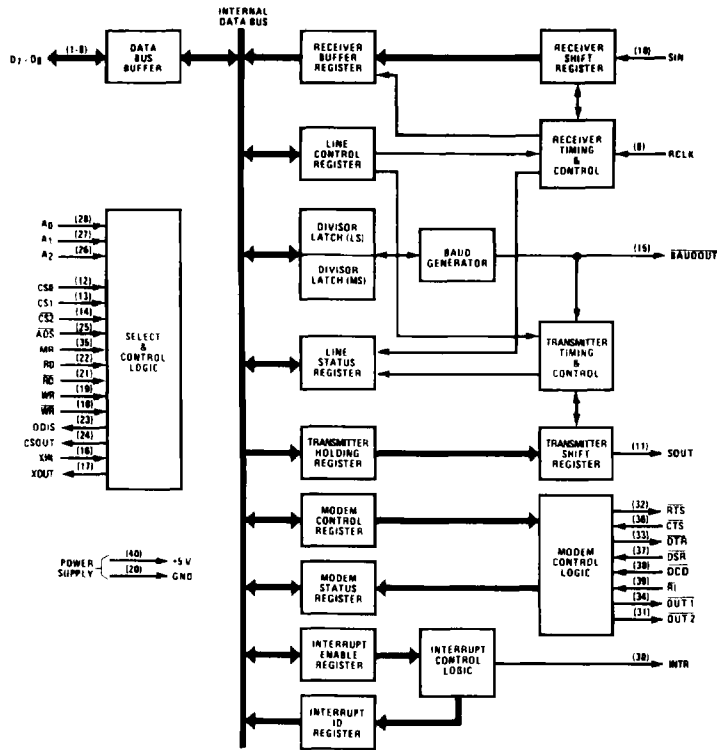 INTERNAL
DATA BUS
D7 - D0
(1-8)
DATA
BUS
BUFFER
RECEIVER
BUFFER
REGISTER
RECEIVER
SHIFT
REGISTER
(10)
SIN
LINE
CONTROL
REGISTER
RECEIVER
TIMING
&
CONTROL
(9)
RCLK
A0
(28)
A1
(27)
A2
(26)
CS0
(12)
CS1
(13)
CS2
(14)
ADS
(25)
MR
(35)
RD
(22)
RD
(21)
WR
(19)
WR
(18)
DDIS
(23)
CSOUT
(24)
XIN
(16)
XOUT
(17)
SELECT
&
CONTROL
LOGIC
DIVISOR
LATCH (LS)
DIVISOR
LATCH (MS)
BAUD
GENERATOR
(15)
BAUDOUT
LINE
STATUS
REGISTER
TRANSMITTER
TIMING
&
CONTROL
TRANSMITTER
HOLDING
REGISTER
TRANSMITTER
SHIFT
REGISTER
(11)
SOUT
MODEM
CONTROL
REGISTER
MODEM
CONTROL
LOGIC
(32)
RTS
(36)
CTS
(33)
DTR
(37)
DSR
(38)
DCD
(39)
RI
(34)
OUT 1
(31)
OUT 2
POWER
SUPPLY
(40)
+5 V
(20)
GND
MODEM
STATUS
REGISTER
INTERRUPT
ENABLE
REGISTER
INTERRUPT
CONTROL
LOGIC
(30)
INTR
INTERRUPT
ID
REGISTER